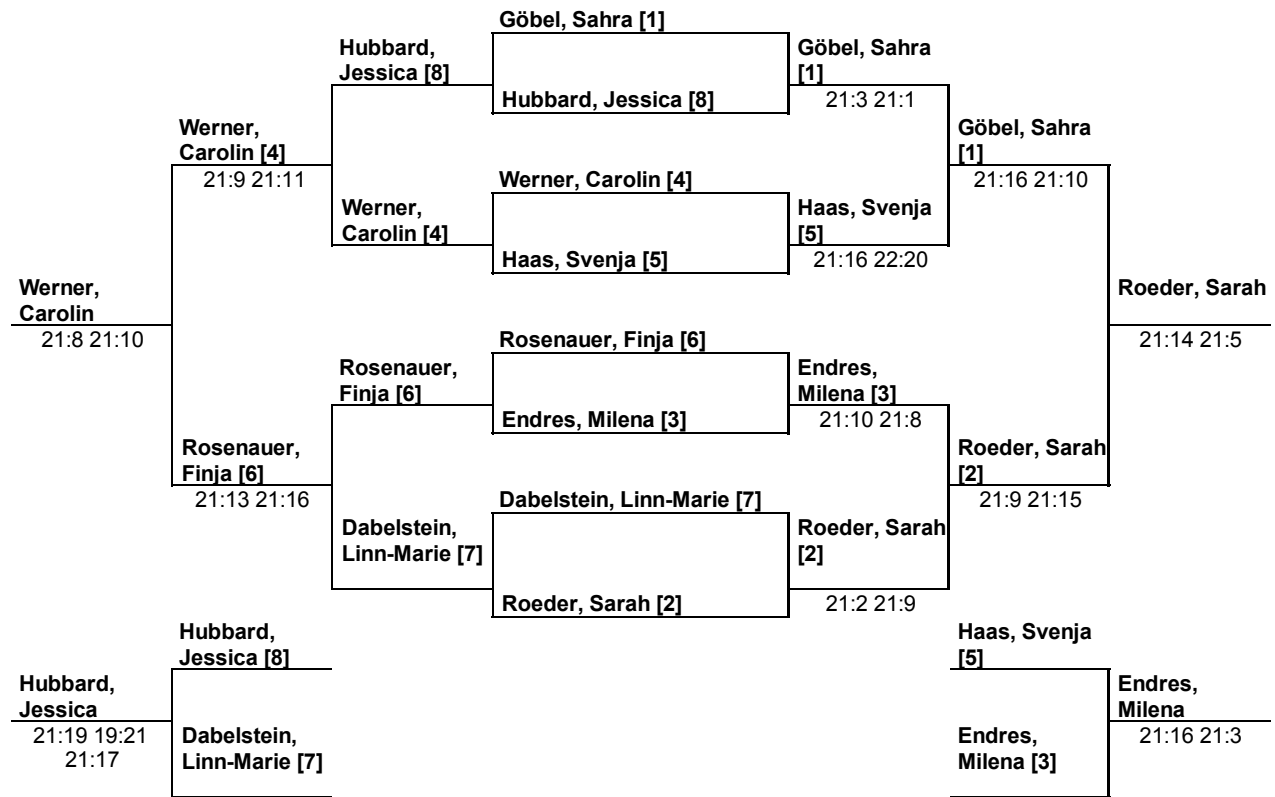 Göbel, Sahra [1]
Hubbard,
Jessica [8]
Göbel, Sahra
[1]
Hubbard, Jessica [8]
21:3 21:1
Werner,
Carolin [4]
Göbel, Sahra
[1]
21:9 21:11
Werner, Carolin [4]
21:16 21:10
Werner,
Carolin [4]
Haas, Svenja
[5]
Haas, Svenja [5]
21:16 22:20
Werner,
Carolin
Roeder, Sarah
21:8 21:10
21:14 21:5
Rosenauer, Finja [6]
Rosenauer,
Finja [6]
Endres,
Milena [3]
Endres, Milena [3]
21:10 21:8
Rosenauer,
Finja [6]
Roeder, Sarah
[2]
21:13 21:16
Dabelstein, Linn-Marie [7]
21:9 21:15
Dabelstein,
Linn-Marie [7]
Roeder, Sarah
[2]
Roeder, Sarah [2]
21:2 21:9
Hubbard,
Jessica [8]
Haas, Svenja
[5]
Hubbard,
Jessica
Endres,
Milena
21:19 19:21
21:17
Dabelstein,
Linn-Marie [7]
Endres,
Milena [3]
21:16 21:3